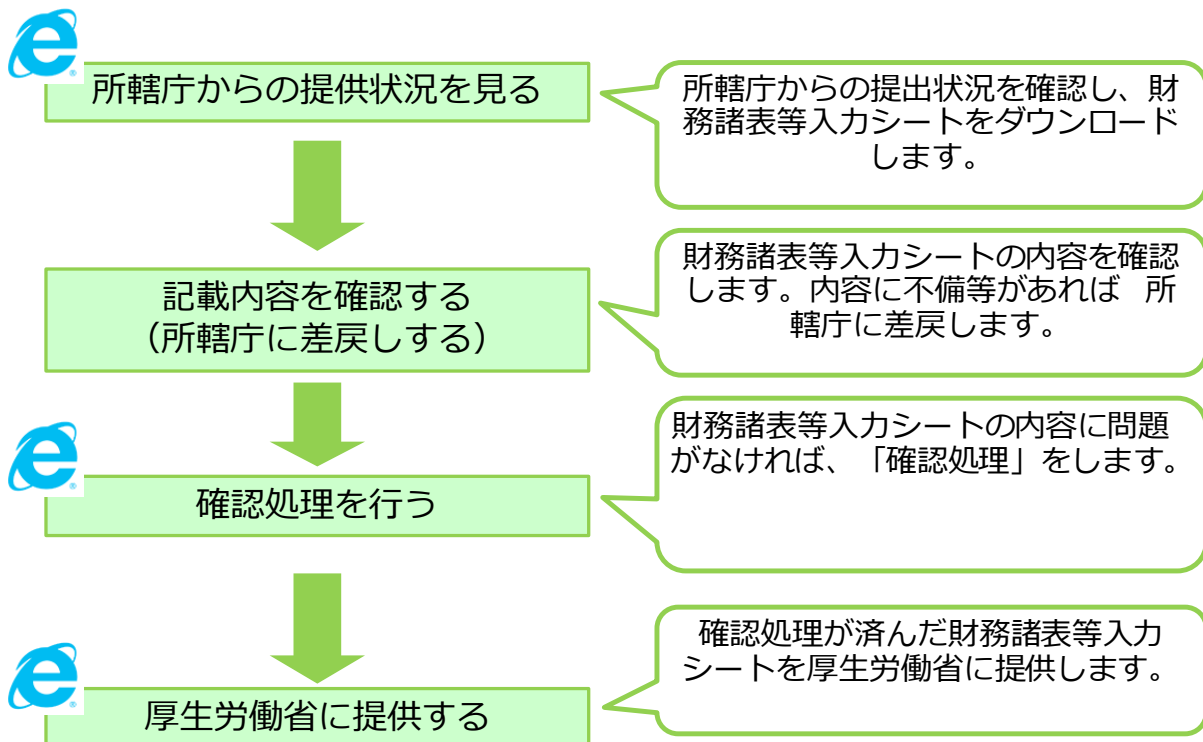 所轄庁からの提供状況を見る
所轄庁からの提出状況を確認し、財
務諸表等入力シートをダウンロード
します。
記載内容を確認する
（所轄庁に差戻しする）
財務諸表等入力シートの内容を確認
します。内容に不備等があれば 所
轄庁に差戻します。
確認処理を行う
財務諸表等入力シートの内容に問題
がなければ、「確認処理」をします。
厚生労働省に提供する
確認処理が済んだ財務諸表等入力
シートを厚生労働省に提供します。